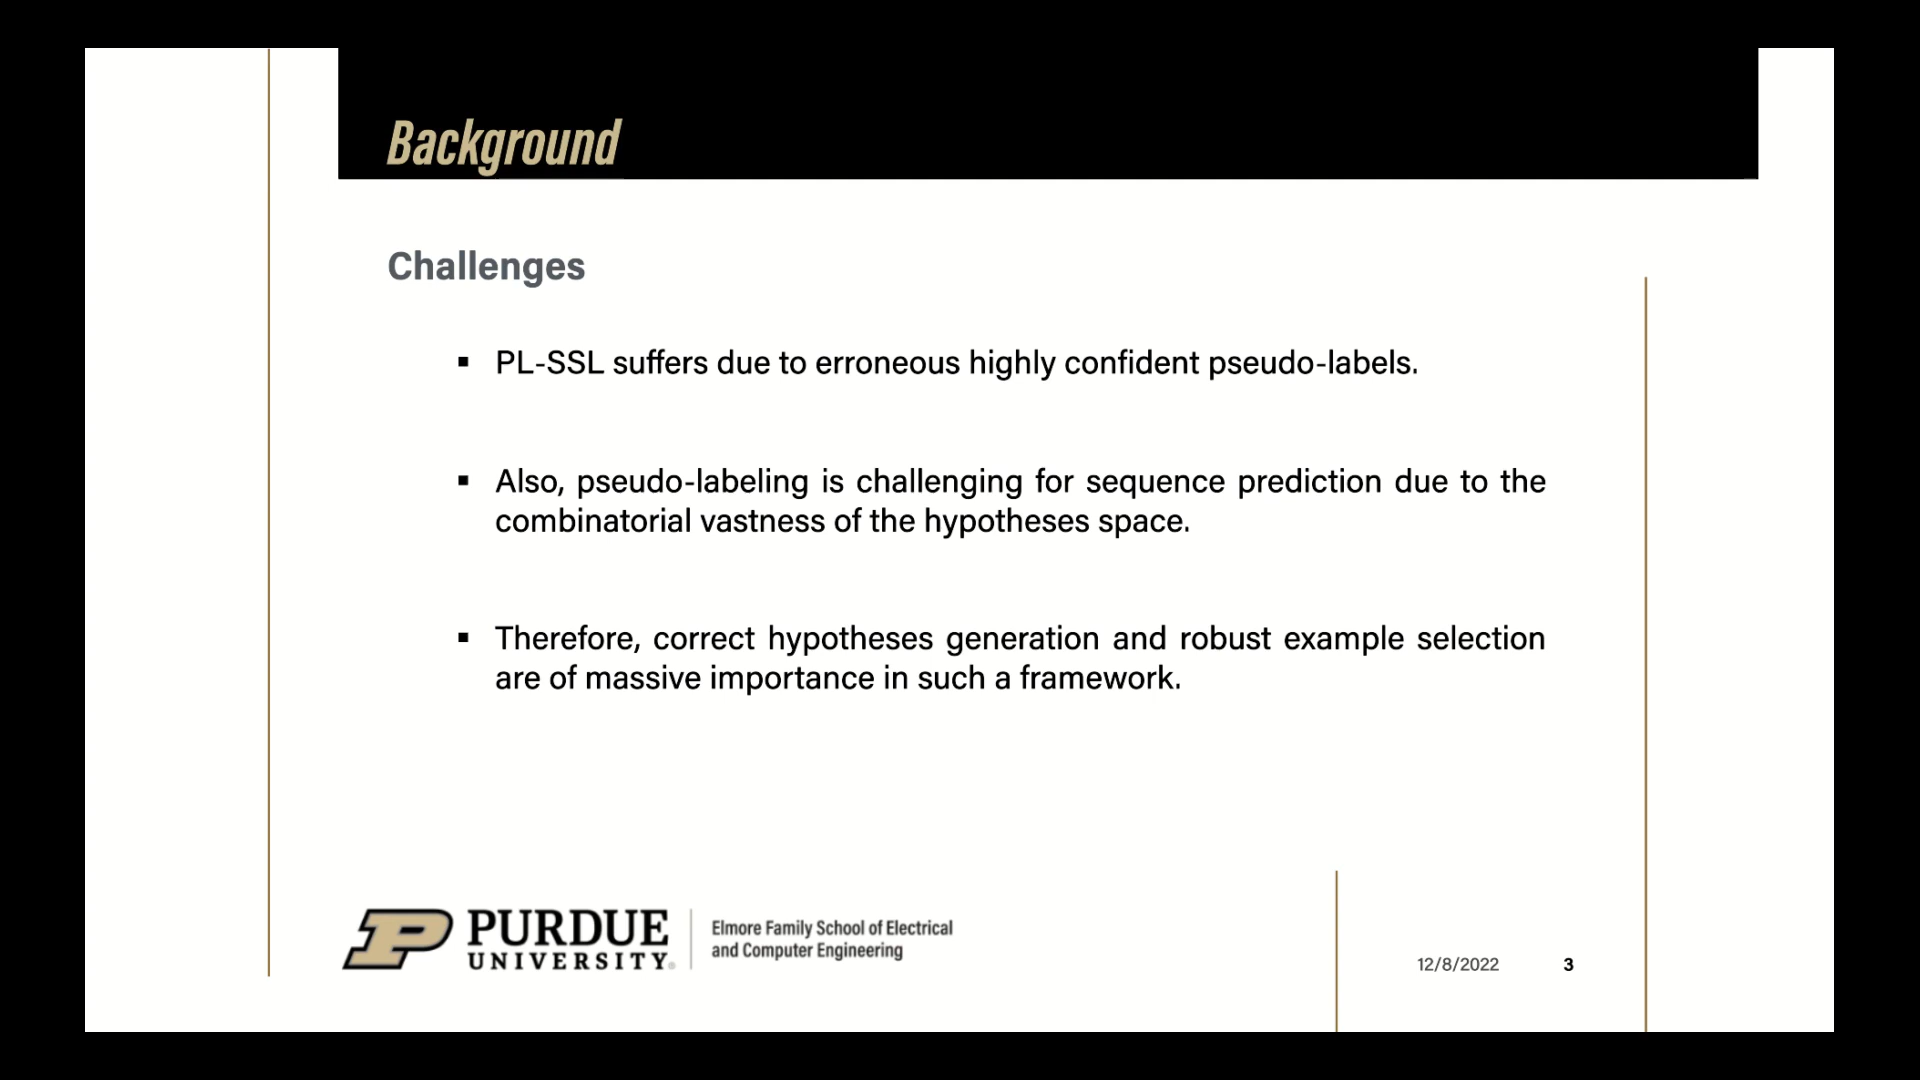 Background
Challenges
▪ PL-SSL suffers due to erroneous highly confident pseudo-labels.
▪ Also, pseudo-labeling is challenging for sequence prediction due to the
combinatorial vastness of the hypotheses space.
▪ Therefore, correct hypotheses generation and robust example selection
are of massive importance in such a framework.
PURDUE
UNIVERSITY®
Elmore Family School of Electrical
and Computer Engineering
12/8/2022 3